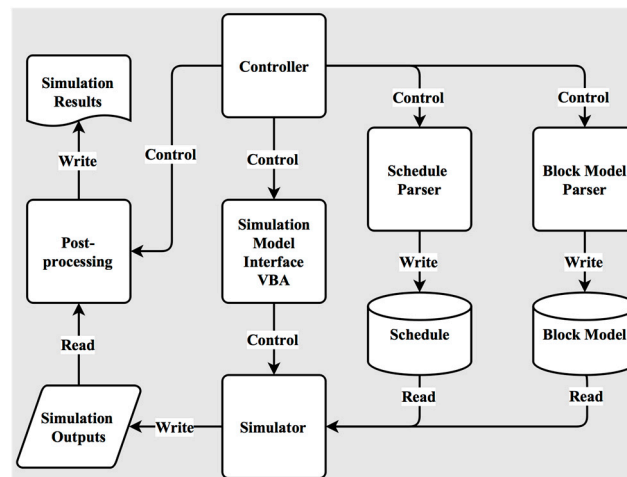 Controller
Simulation
Results
Control
Control
Control
Control
Write
Schedule
Parser
Block Model
Parser
Post-
processing
Simulation
Model
Interface
VBA
Write
Write
Read
Control
Schedule
Block Model
Read
Read
Simulation
Outputs
Write
Simulator